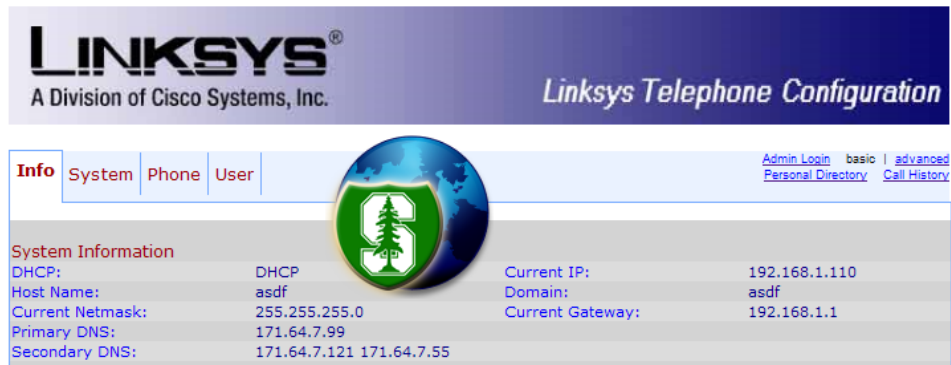 LINKSYS®
A Division of Cisco Systems, Inc.
Linksys Telephone Configuration
Info System Phone User
Admin Login basic | advanced
Personal Directory Call History
S
System Information
DHCP: DHCP Current IP: 192.168.1.110
Host Name: asdf Domain: asdf
Current Netmask: 255.255.255.0 Current Gateway: 192.168.1.1
Primary DNS: 171.64.7.99
Secondary DNS: 171.64.7.121 171.64.7.55